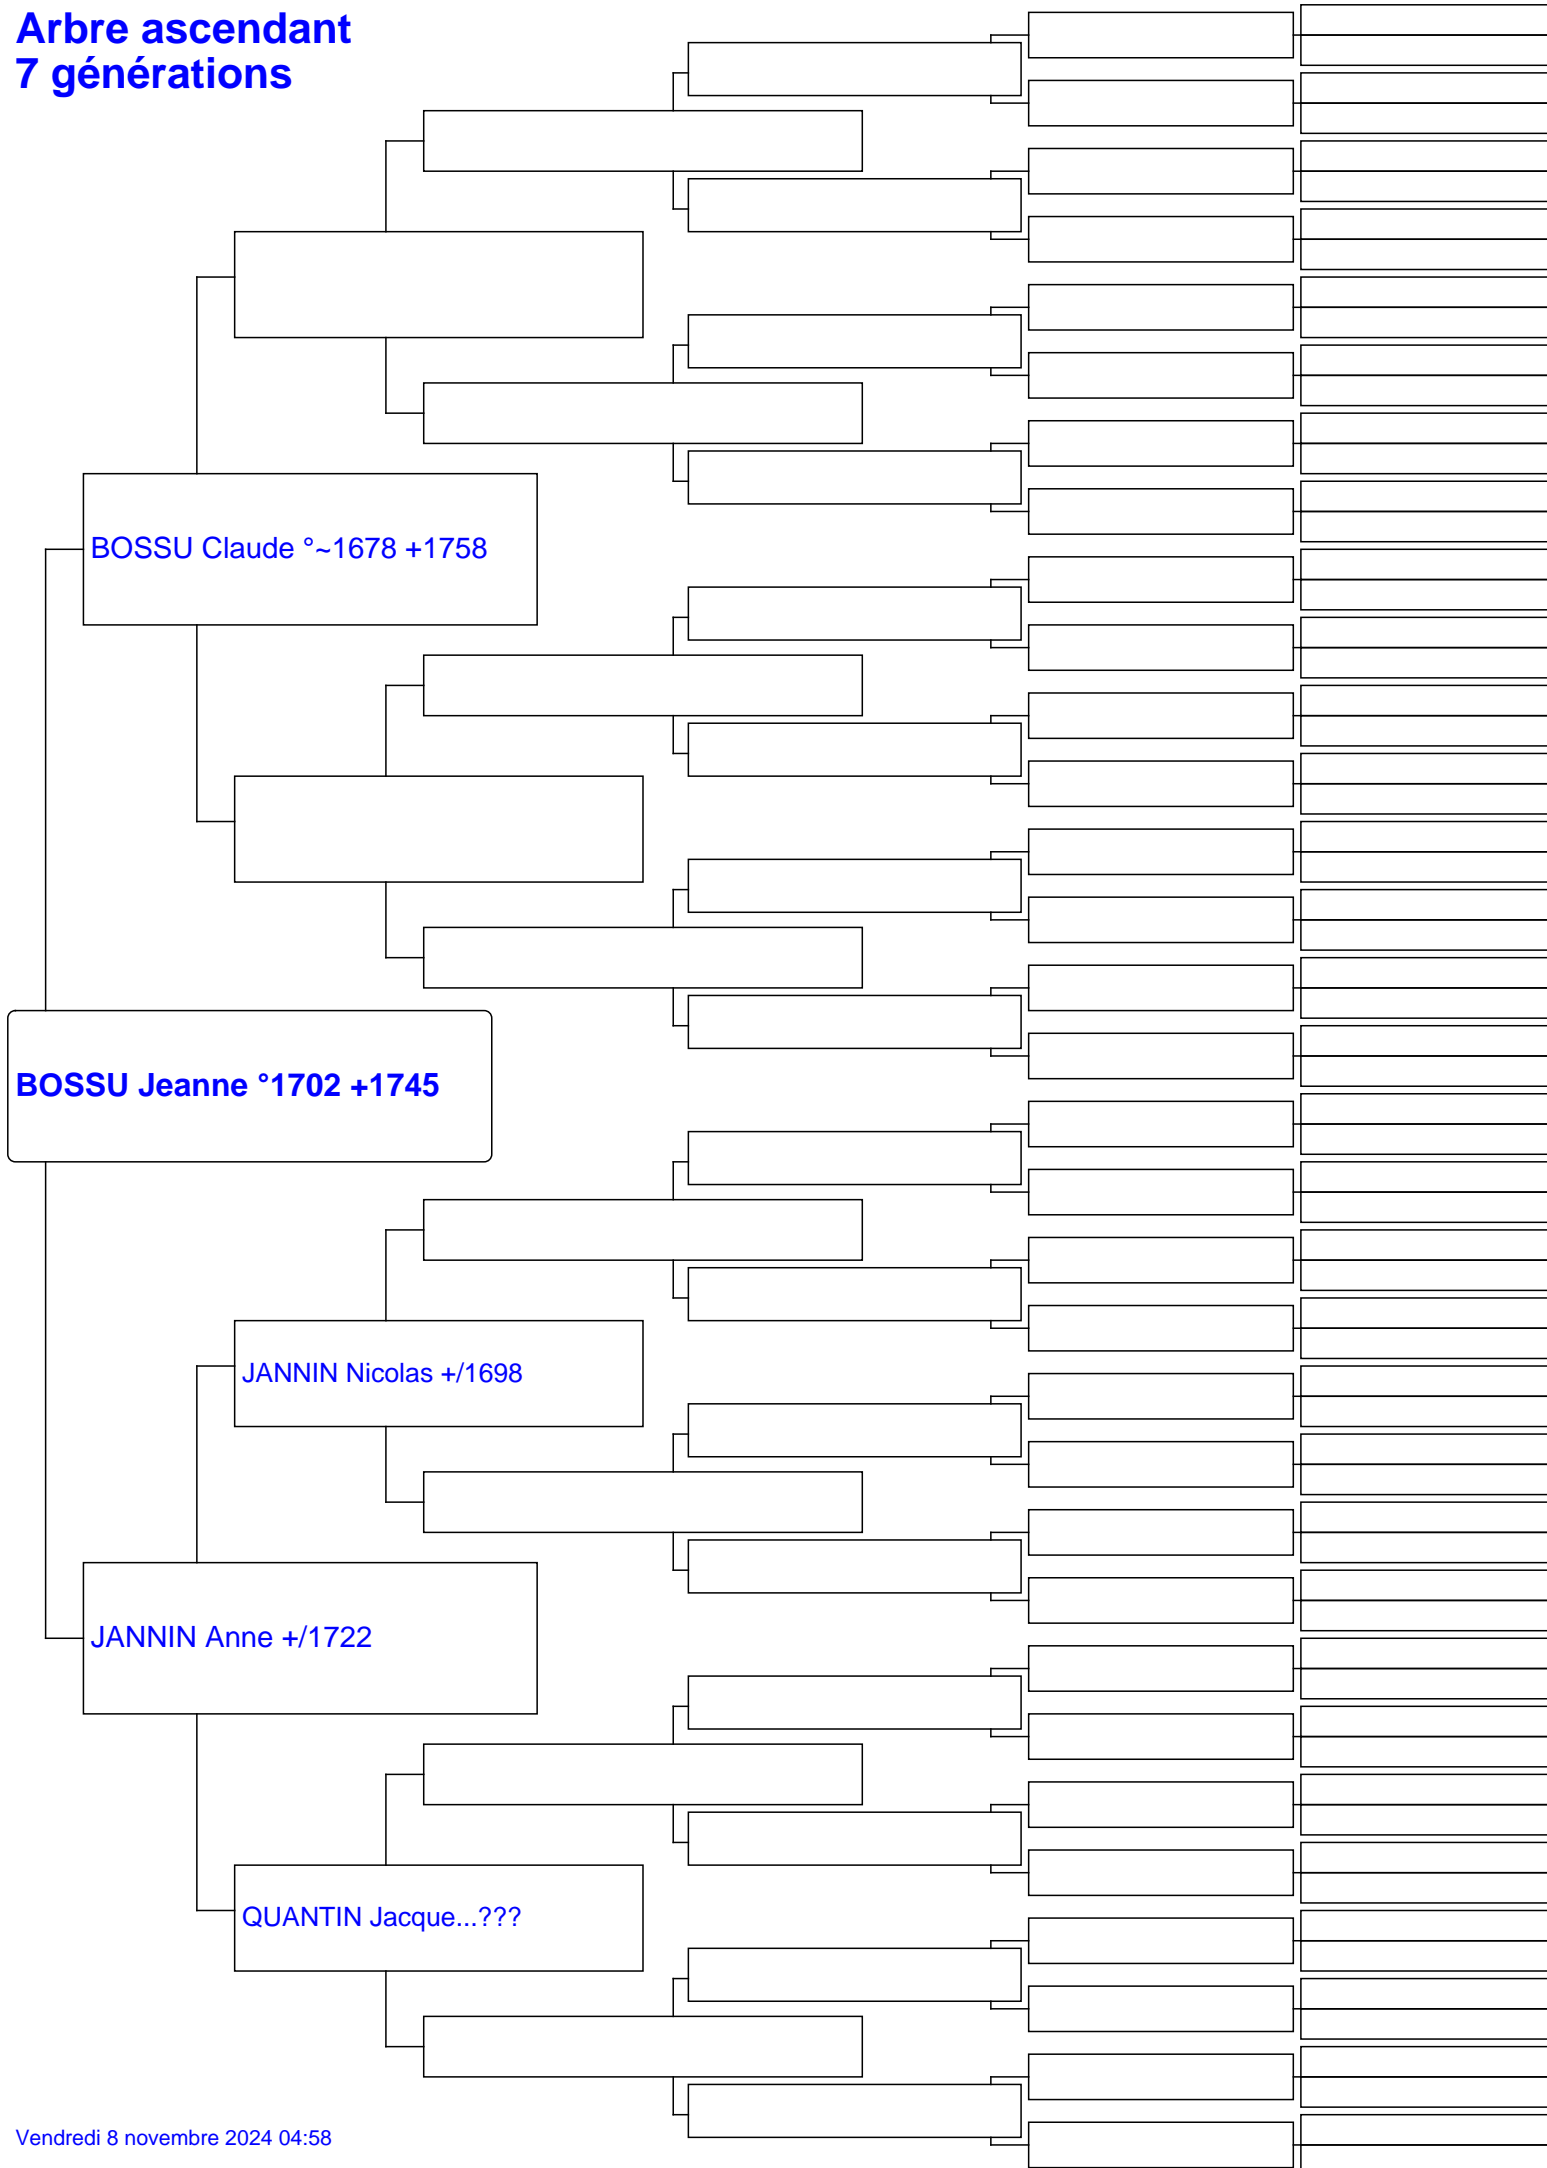 Arbre ascendant
7 générations
BOSSU Claude °~1678 +1758
BOSSU Jeanne °1702 +1745
JANNIN Nicolas +/1698
JANNIN Anne +/1722
QUANTIN Jacque...???
Vendredi 8 novembre 2024 04:58